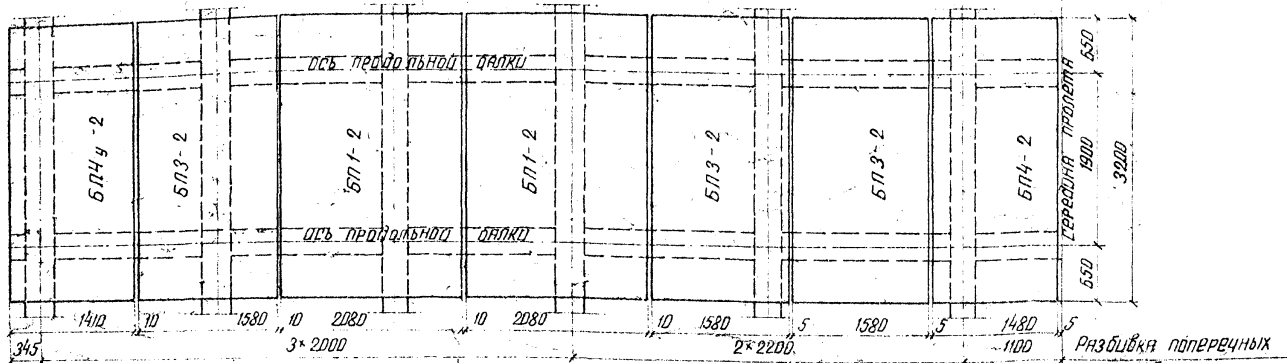 ось продольной балки
БП4у-2
БП3-2
БП1-2
БП1-2
БП3-2
БП3-2
БП4-2
середина пролета
650
1900
3200
650
ось продольной балки
1410
10
1580
10
2080
10
2080
10
1580
5
1580
5
1480
5
345
3×2000
2×2200
1100
Разбивка поперечных